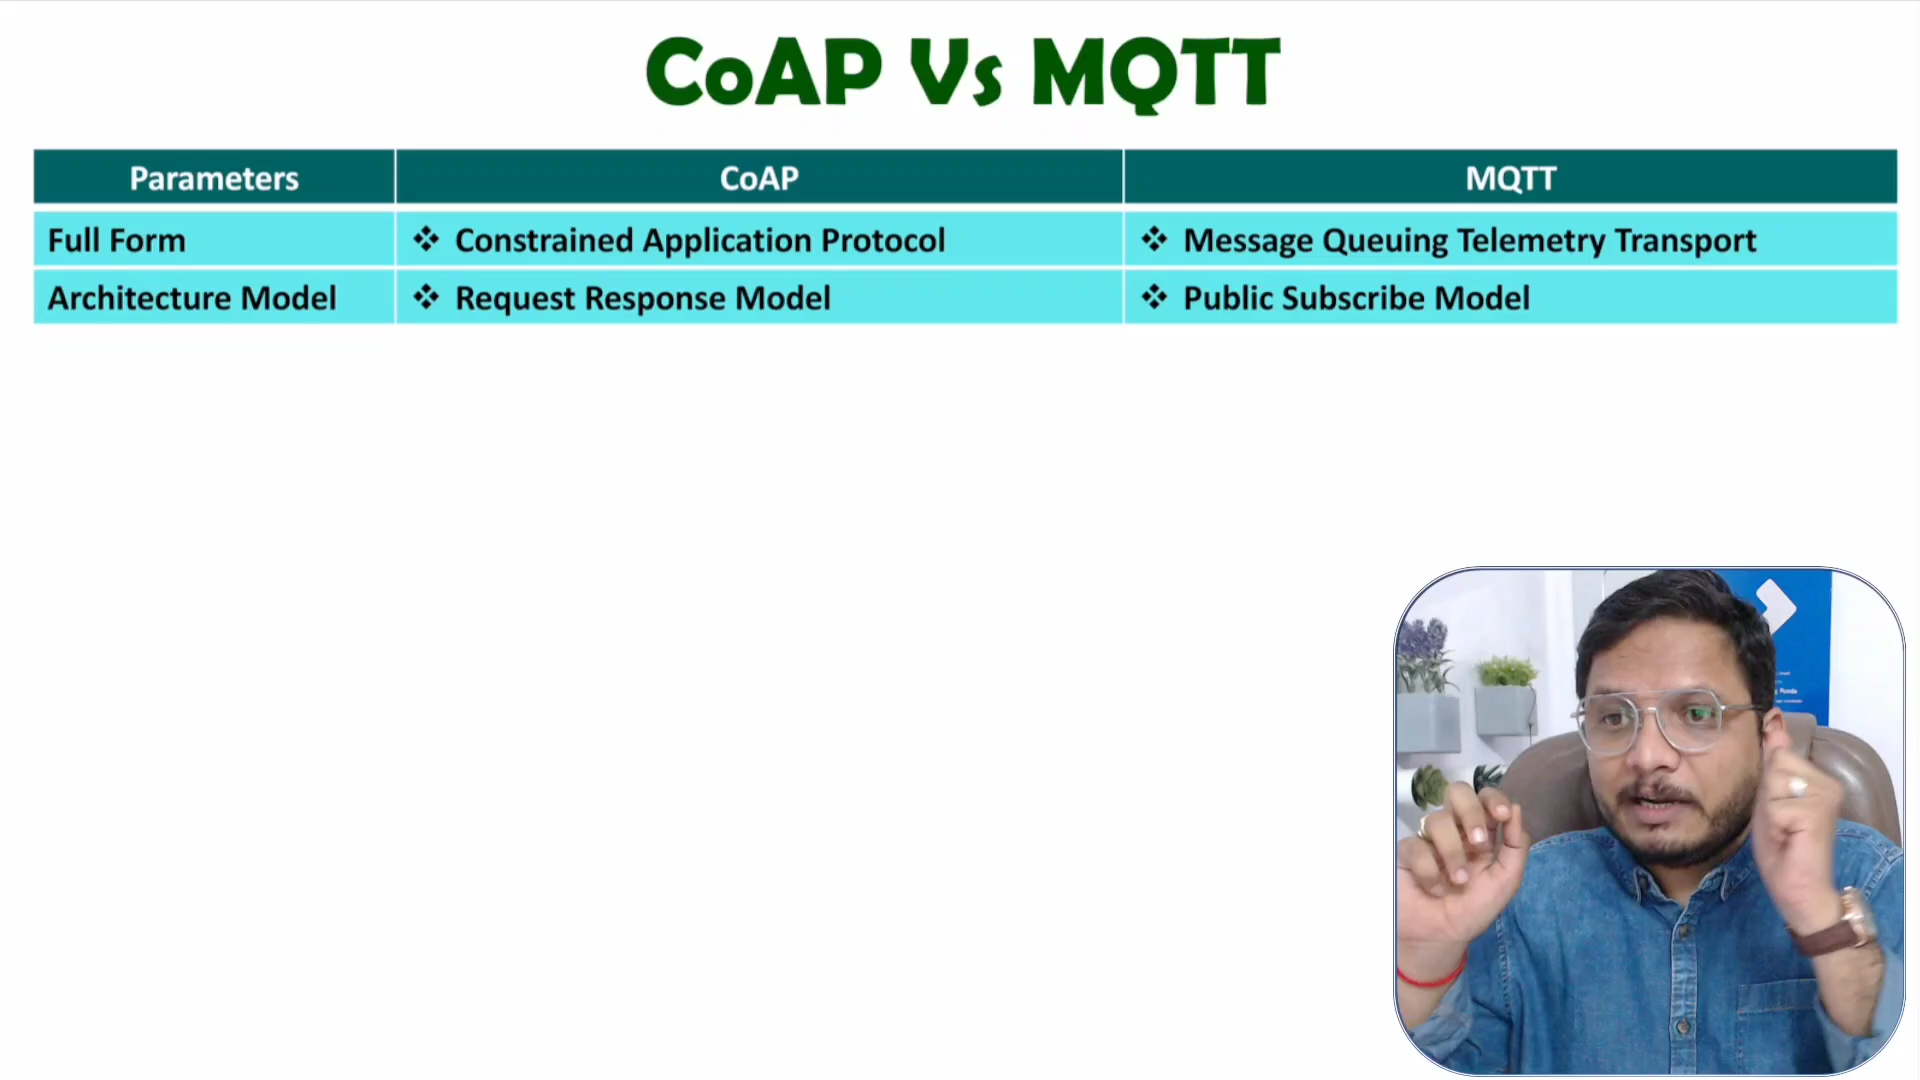 CoAP Vs MQTT
Parameters CoAP MQTT
Full Form ❖ Constrained Application Protocol ❖ Message Queuing Telemetry Transport
Architecture Model ❖ Request Response Model ❖ Public Subscribe Model